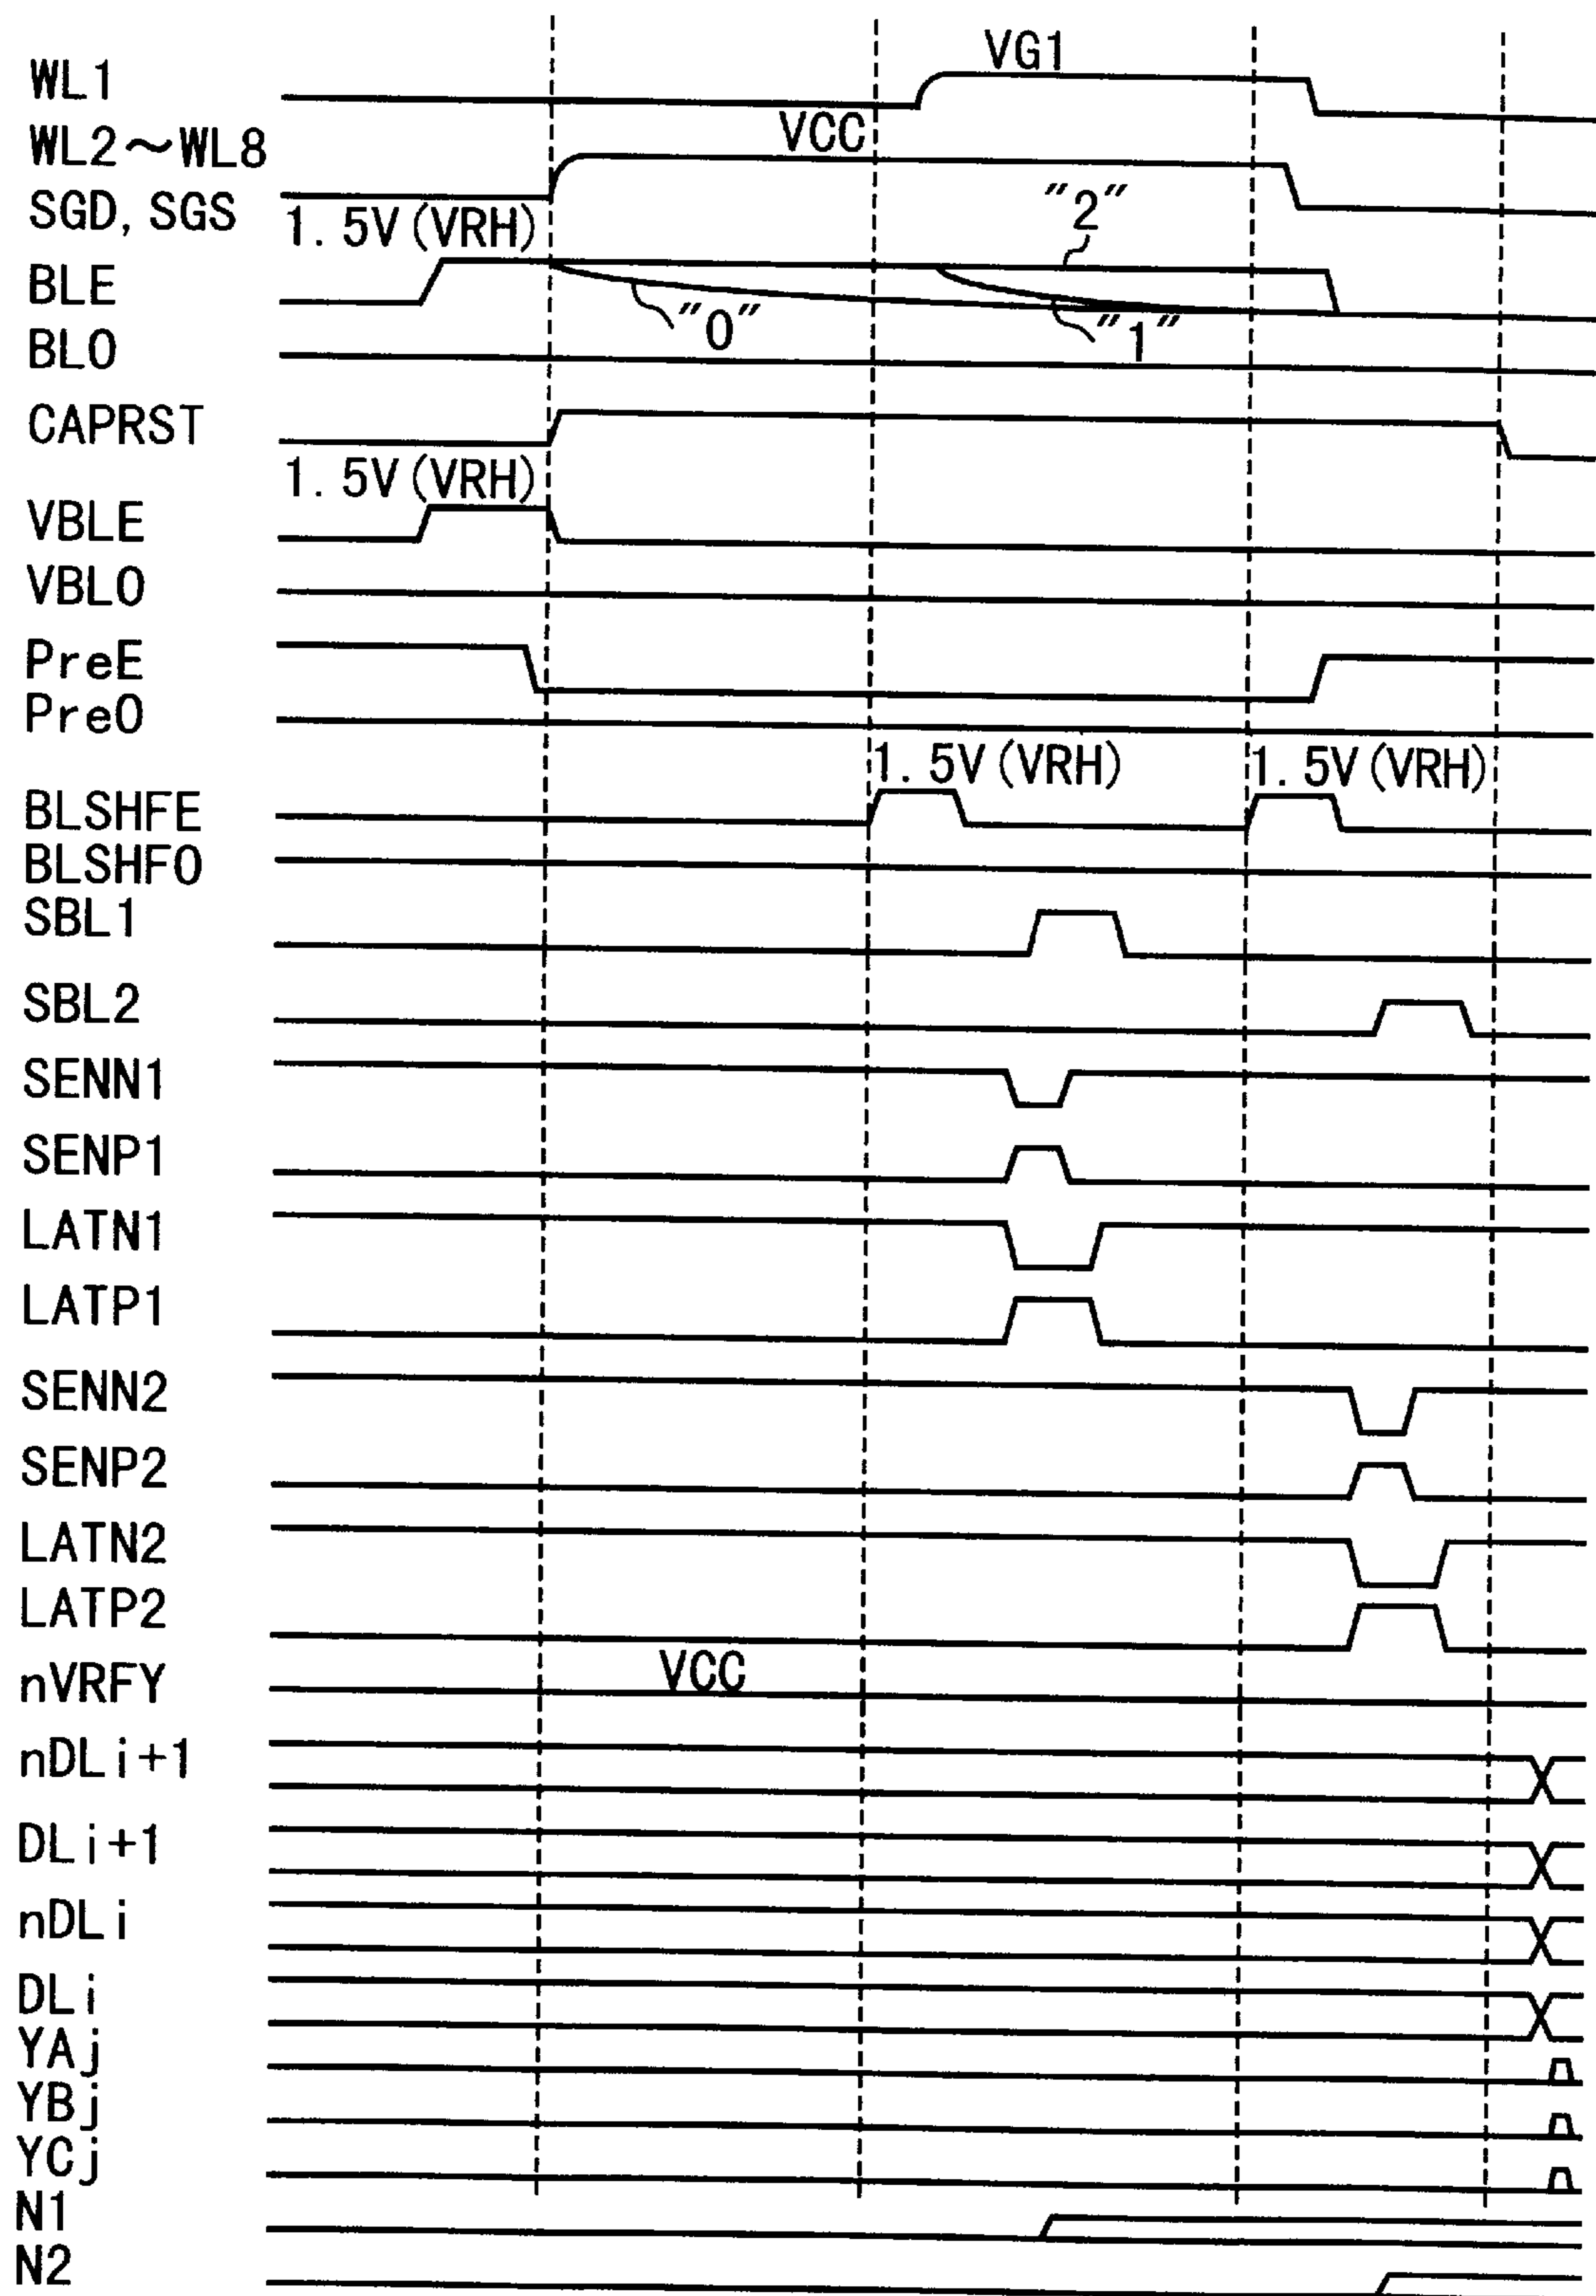 VG1
WL1
VCC
WL2～WL8
SGD, SGS
"2"
1.5V(VRH)
BLE
"0"
"1"
BLO
CAPRST
1.5V(VRH)
VBLE
VBLO
PreE
PreO
1.5V(VRH) 1.5V(VRH)
BLSHFE
BLSHFO
SBL1
SBL2
SENN1
SENP1
LATN1
LATP1
SENN2
SENP2
LATN2
LATP2
VCC
nVRFY
nDLi+1
DLi+1
nDLi
DLi
YAj
YBj
YCj
N1
N2